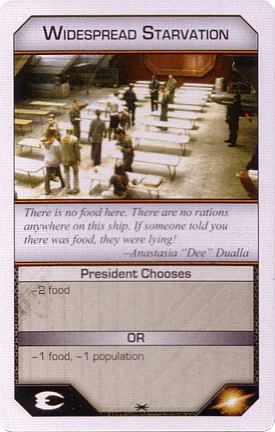 WIDESPREAD STARVATION
There is no food here. There are no rations
anywhere on this ship. If someone told you
there was food, they were lying!
–Anastasia "Dee" Dualla
President Chooses
-2 food
OR
-1 food, -1 population